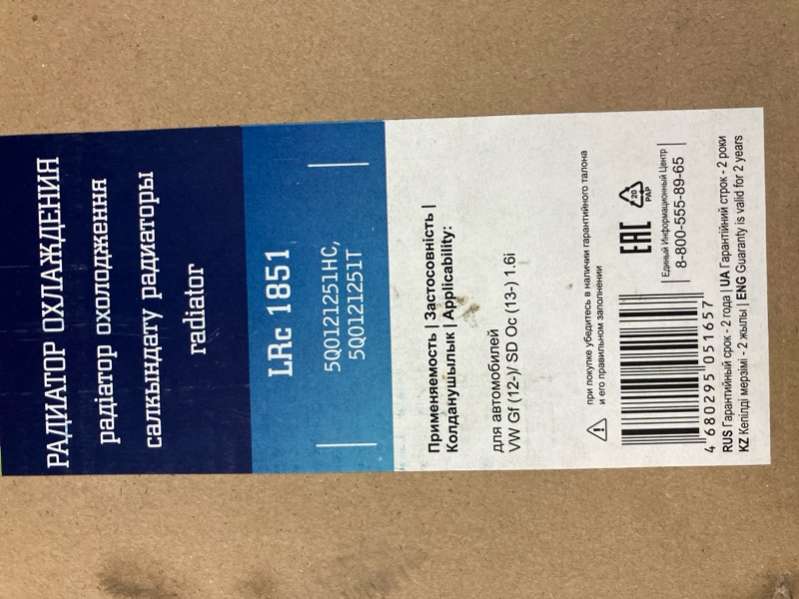 РАДИАТОР ОХЛАЖДЕНИЯ
радіатор охолодження
салкындату радиаторы
radiator
LRc 1851
5Q0121251HC,
5Q0121251T
Применяемость | Застосовність |
Колданушылык | Applicability:
для автомобилей
VW Gf (12-)/ SD Oc (13-) 1.6i
при покупке убедитесь в наличии гарантийного талона
и его правильном заполнении
EAC
20
PAP
Единый Информационный Центр
8-800-555-89-65
4 680295 051657
RUS Гарантийный срок - 2 года | UA Гарантійний строк - 2 роки
KZ Кепілді мерзімі - 2 жылы | ENG Guaranty is valid for 2 years